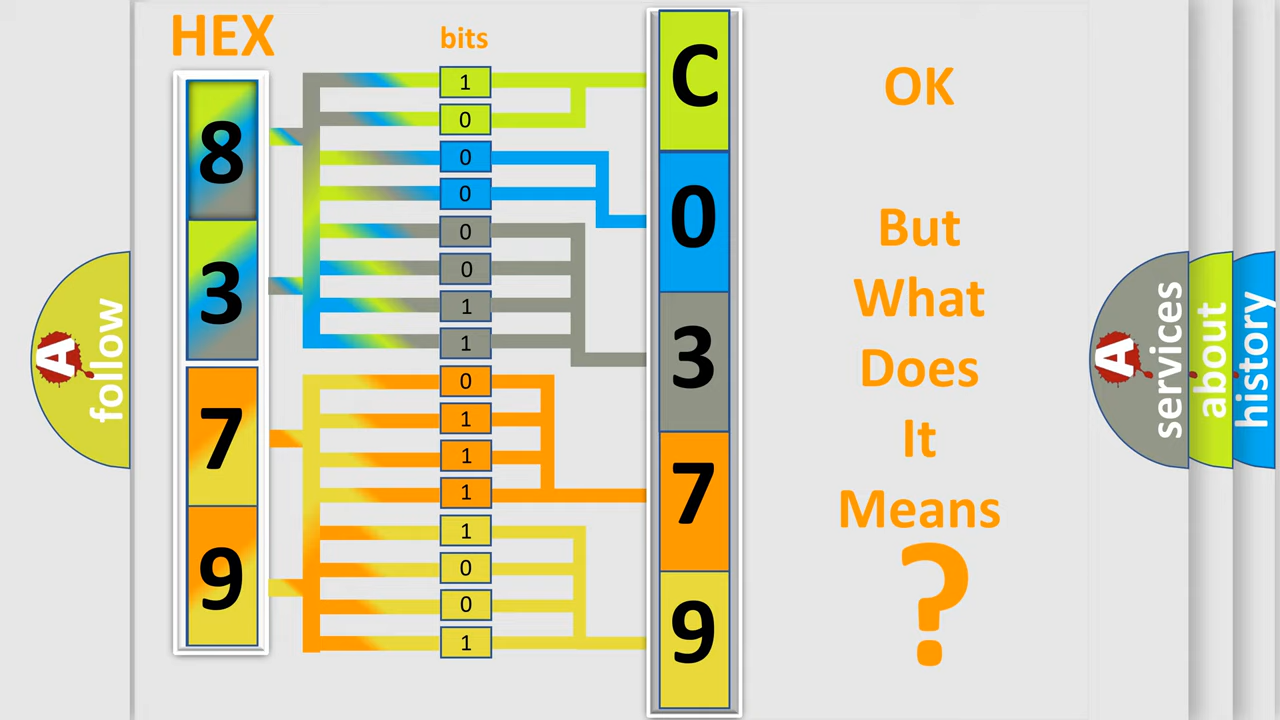 HEX
bits
8
3
7
9
1
0
0
0
0
0
1
1
0
1
1
1
1
0
0
1
C
0
3
7
9
OK
But
What
Does
It
Means
?
A
follow
A
services
about
history